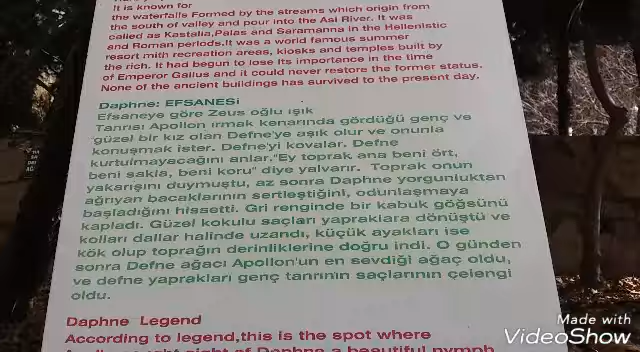 It is known for
the waterfalls Formed by the streams which origin from
the south of valley and pour into the Asi River. It was
called as Kastalia,Palas and Saramanna in the Hellenistic
and Roman periods.It was a world famous summer
resort mith recreation areas, kiosks and temples built by
the rich. It had begun to lose Its importance in the time
of Emperor Gallus and it could never restore the former status.
None of the ancient buildings has survived to the present day.
Daphne: EFSANESi
Efsaneye göre Zeus oğlu ışık
Tanrısı Apollon ırmak kenarında gördüğü genç ve
güzel bir kız olan Defne'ye aşık olur ve onunla
konuşmak ister. Defne'yi kovalar. Defne
kurtulmayacağını anlar."Ey toprak ana beni ört,
beni sakla, beni koru" diye yalvarır. Toprak onun
yakarışını duymuştu, az sonra Daphne yorgunluktan
ağrıyan bacaklarının sertleştiğini, odunlaşmaya
başladığını hissetti. Gri renginde bir kabuk göğsünü
kapladı. Güzel kokulu saçları yapraklara dönüştü ve
kolları dallar halinde uzandı, küçük ayakları ise
kök olup toprağın derinliklerine doğru indi. O günden
sonra Defne ağacı Apollon'un en sevdiği ağaç oldu,
ve defne yaprakları genç tanrının saçlarının çelengi
oldu.
Daphne Legend
According to legend,this is the spot where
of Daphne a beautiful nymph
Made with
VideoShow